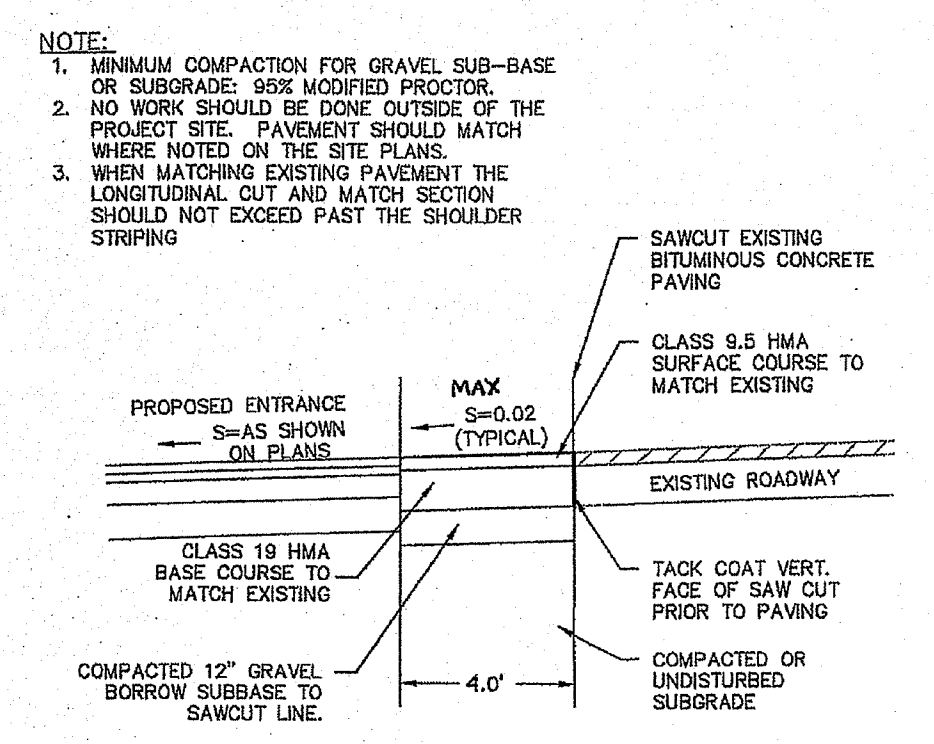 NOTE:
1. MINIMUM COMPACTION FOR GRAVEL SUB-BASE
OR SUBGRADE: 95% MODIFIED PROCTOR.
2. NO WORK SHOULD BE DONE OUTSIDE OF THE
PROJECT SITE. PAVEMENT SHOULD MATCH
WHERE NOTED ON THE SITE PLANS.
3. WHEN MATCHING EXISTING PAVEMENT THE
LONGITUDINAL CUT AND MATCH SECTION
SHOULD NOT EXCEED PAST THE SHOULDER
STRIPING
SAWCUT EXISTING
BITUMINOUS CONCRETE
PAVING
CLASS 9.5 HMA
SURFACE COURSE TO
MATCH EXISTING
MAX
S=0.02
(TYPICAL)
PROPOSED ENTRANCE
S=AS SHOWN
ON PLANS
EXISTING ROADWAY
CLASS 19 HMA
BASE COURSE TO
MATCH EXISTING
TACK COAT VERT.
FACE OF SAW CUT
PRIOR TO PAVING
COMPACTED 12" GRAVEL
BORROW SUBBASE TO
SAWCUT LINE.
4.0'
COMPACTED OR
UNDISTURBED
SUBGRADE